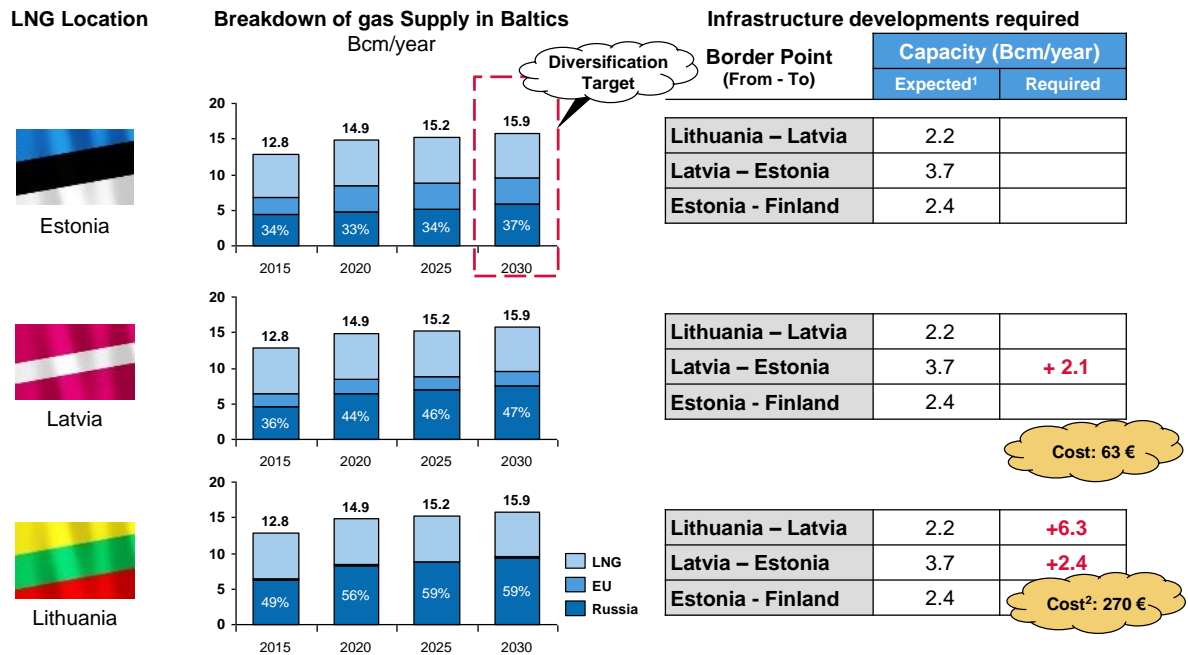 LNG Location
Breakdown of gas Supply in Baltics
Bcm/year
Infrastructure developments required
Diversification
Target
Border Point
(From - To)
Capacity (Bcm/year)
Expected¹
Required
Estonia
20
15
10
5
0
12.8
14.9
15.2
15.9
34%
33%
34%
37%
2015
2020
2025
2030
Lithuania – Latvia
2.2
Latvia – Estonia
3.7
Estonia - Finland
2.4
Latvia
20
15
10
5
0
12.8
14.9
15.2
15.9
36%
44%
46%
47%
2015
2020
2025
2030
Lithuania – Latvia
2.2
Latvia – Estonia
3.7
+ 2.1
Estonia - Finland
2.4
Cost: 63 €
Lithuania
20
15
10
5
0
12.8
14.9
15.2
15.9
49%
56%
59%
59%
2015
2020
2025
2030
LNG
EU
Russia
Lithuania – Latvia
2.2
+6.3
Latvia – Estonia
3.7
+2.4
Estonia - Finland
2.4
Cost²: 270 €